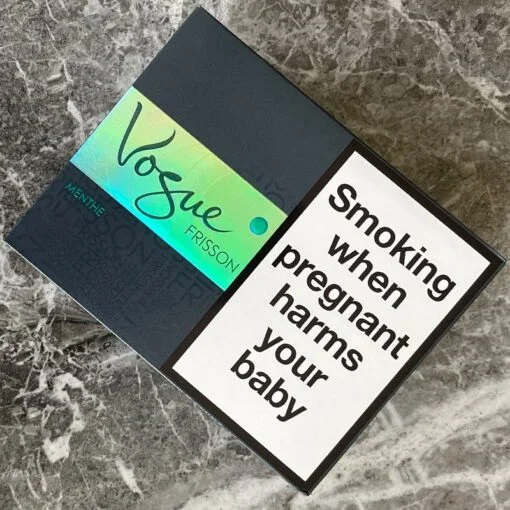 Vogue
FRISSON
MENTHE
Smoking
when
pregnant
harms
your
baby